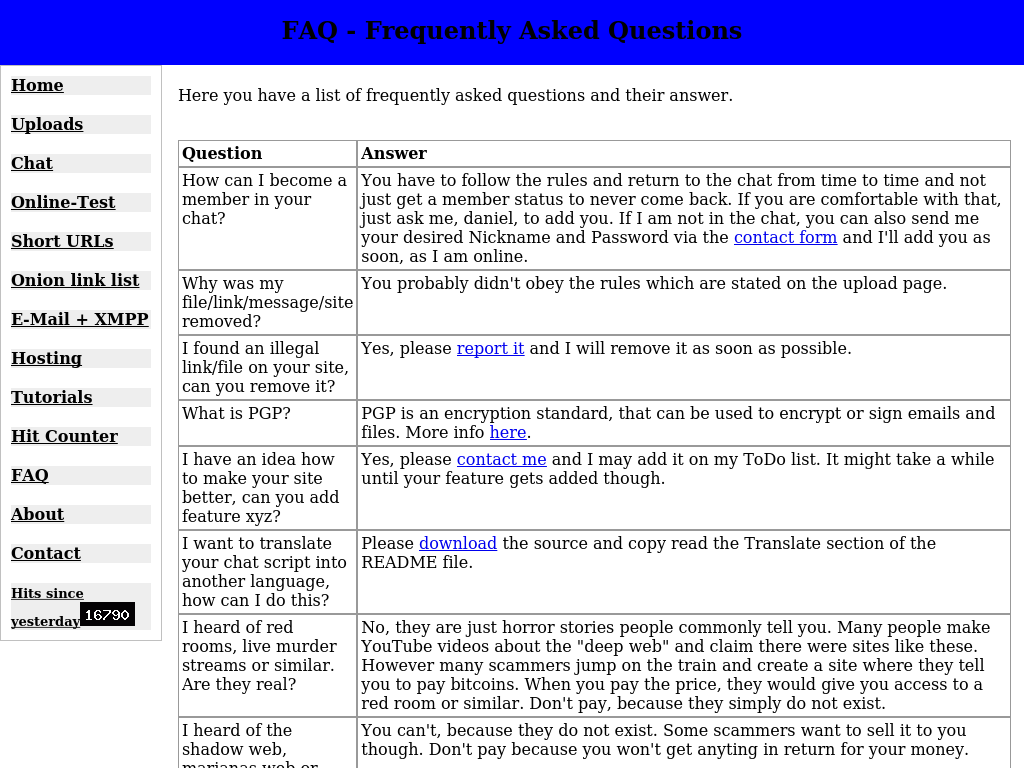 FAQ - Frequently Asked Questions
Home
Uploads
Chat
Online-Test
Short URLs
Onion link list
E-Mail + XMPP
Hosting
Tutorials
Hit Counter
FAQ
About
Contact
Hits since
yesterday 16790
Here you have a list of frequently asked questions and their answer.
Question
Answer
How can I become a
member in your
chat?
You have to follow the rules and return to the chat from time to time and not
just get a member status to never come back. If you are comfortable with that,
just ask me, daniel, to add you. If I am not in the chat, you can also send me
your desired Nickname and Password via the contact form and I'll add you as
soon, as I am online.
Why was my
file/link/message/site
removed?
You probably didn't obey the rules which are stated on the upload page.
I found an illegal
link/file on your site,
can you remove it?
Yes, please report it and I will remove it as soon as possible.
What is PGP?
PGP is an encryption standard, that can be used to encrypt or sign emails and
files. More info here.
I have an idea how
to make your site
better, can you add
feature xyz?
Yes, please contact me and I may add it on my ToDo list. It might take a while
until your feature gets added though.
I want to translate
your chat script into
another language,
how can I do this?
Please download the source and copy read the Translate section of the
README file.
I heard of red
rooms, live murder
streams or similar.
Are they real?
No, they are just horror stories people commonly tell you. Many people make
YouTube videos about the "deep web" and claim there were sites like these.
However many scammers jump on the train and create a site where they tell
you to pay bitcoins. When you pay the price, they would give you access to a
red room or similar. Don't pay, because they simply do not exist.
I heard of the
shadow web,
marianas web or
You can't, because they do not exist. Some scammers want to sell it to you
though. Don't pay because you won't get anyting in return for your money.